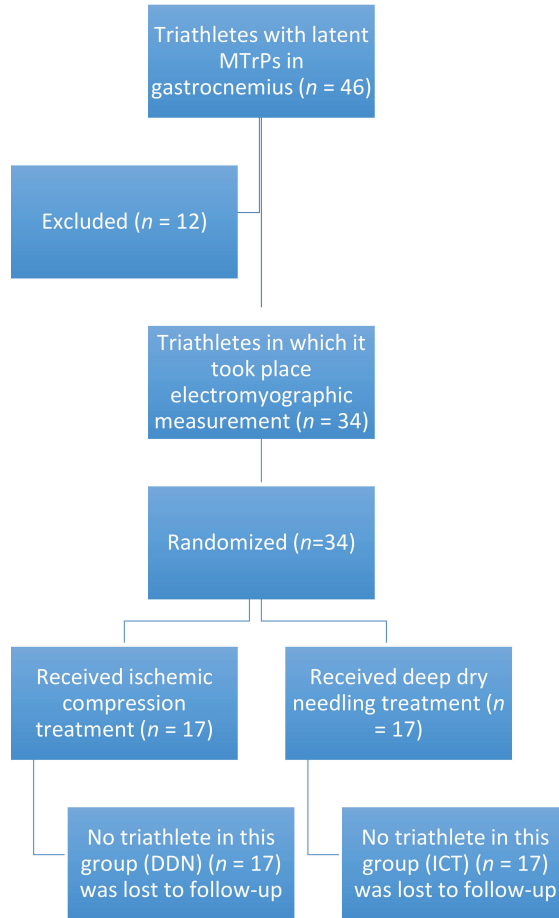 Triathletes with latent
MTrPs in
gastrocnemius (n = 46)
Excluded (n = 12)
Triathletes in which it
took place
electromyographic
measurement (n = 34)
Randomized (n=34)
Received ischemic
compression
treatment (n = 17)
Received deep dry
needling treatment (n
= 17)
No triathlete in this
group (DDN) (n = 17)
was lost to follow-up
No triathlete in this
group (ICT) (n = 17)
was lost to follow-up